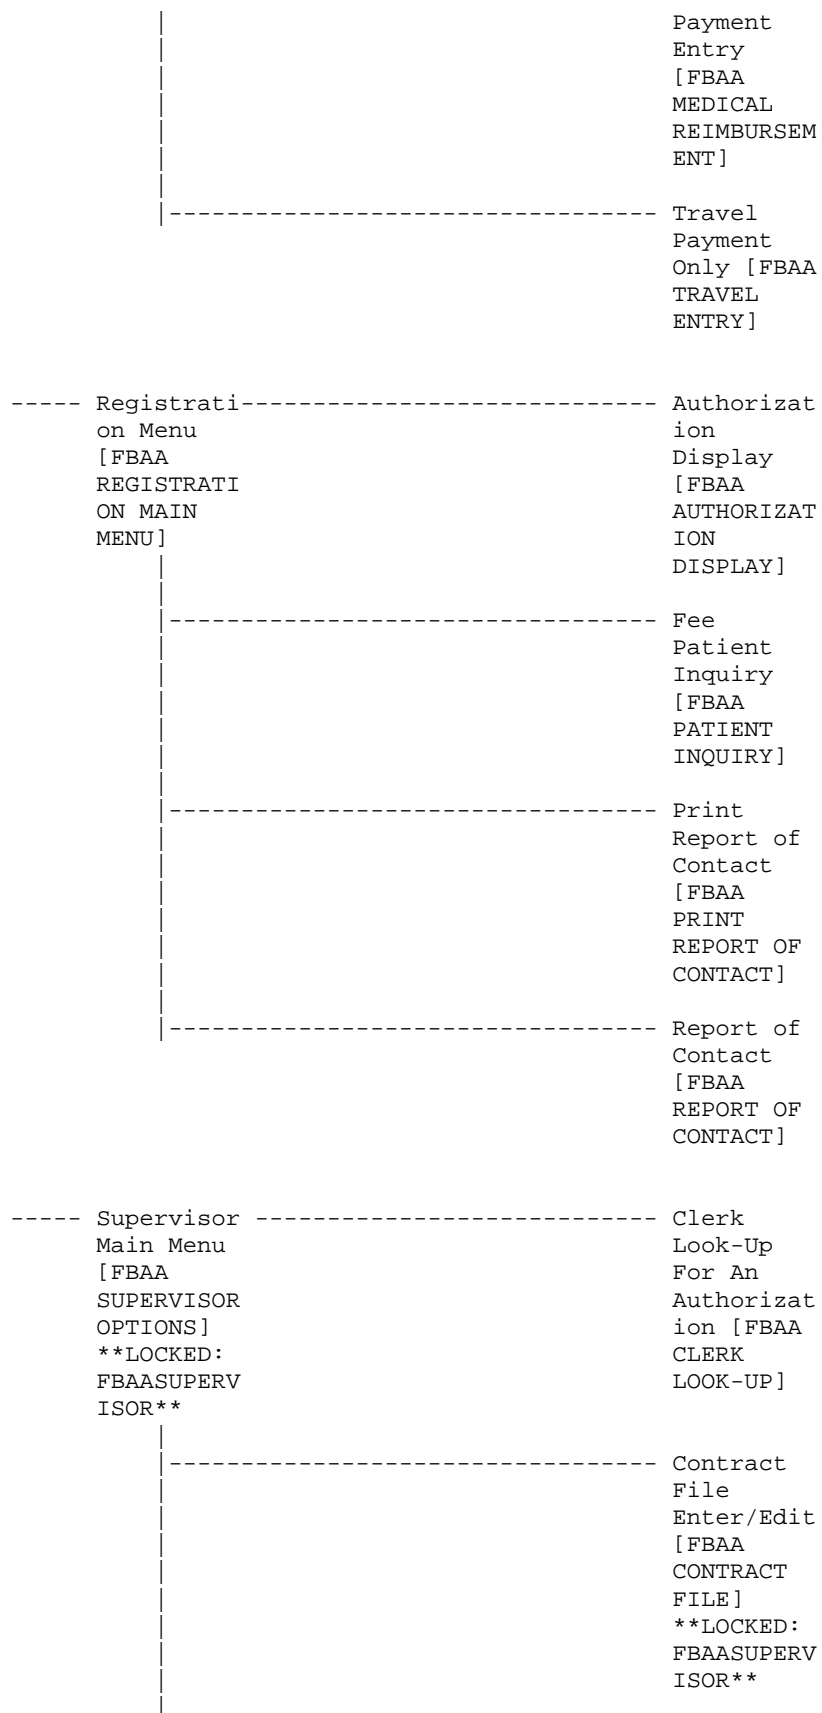 Payment
Entry
[FBAA
MEDICAL
REIMBURSEM
ENT]
|---------------------------------- Travel
Payment
Only [FBAA
TRAVEL
ENTRY]
----- Registrati----------------------------- Authorizat
on Menu ion
[FBAA Display
REGISTRATI [FBAA
ON MAIN AUTHORIZAT
MENU] ION
DISPLAY]
|---------------------------------- Fee
Patient
Inquiry
[FBAA
PATIENT
INQUIRY]
|---------------------------------- Print
Report of
Contact
[FBAA
PRINT
REPORT OF
CONTACT]
|---------------------------------- Report of
Contact
[FBAA
REPORT OF
CONTACT]
----- Supervisor ---------------------------- Clerk
Main Menu Look-Up
[FBAA For An
SUPERVISOR Authorizat
OPTIONS] ion [FBAA
**LOCKED: CLERK
FBAASUPERV LOOK-UP]
ISOR**
|---------------------------------- Contract
File
Enter/Edit
[FBAA
CONTRACT
FILE]
**LOCKED:
FBAASUPERV
ISOR**